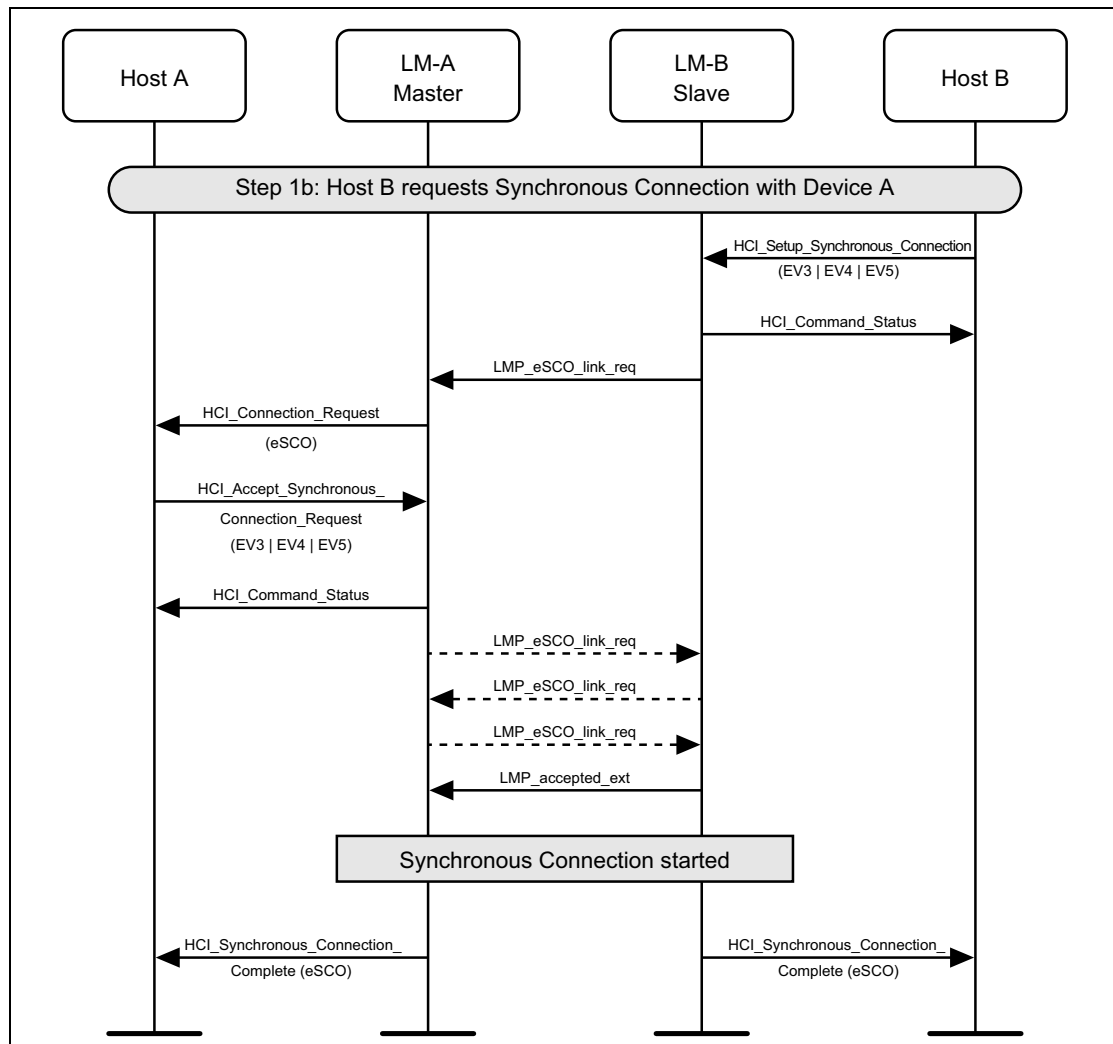 Host A
LM-A
Master
LM-B
Slave
Host B
Step 1b: Host B requests Synchronous Connection with Device A
HCI_Setup_Synchronous_Connection
(EV3 | EV4 | EV5)
HCI_Command_Status
LMP_eSCO_link_req
HCI_Connection_Request
(eSCO)
HCI_Accept_Synchronous_
Connection_Request
(EV3 | EV4 | EV5)
HCI_Command_Status
LMP_eSCO_link_req
LMP_eSCO_link_req
LMP_eSCO_link_req
LMP_accepted_ext
Synchronous Connection started
HCI_Synchronous_Connection_
Complete (eSCO)
HCI_Synchronous_Connection_
Complete (eSCO)